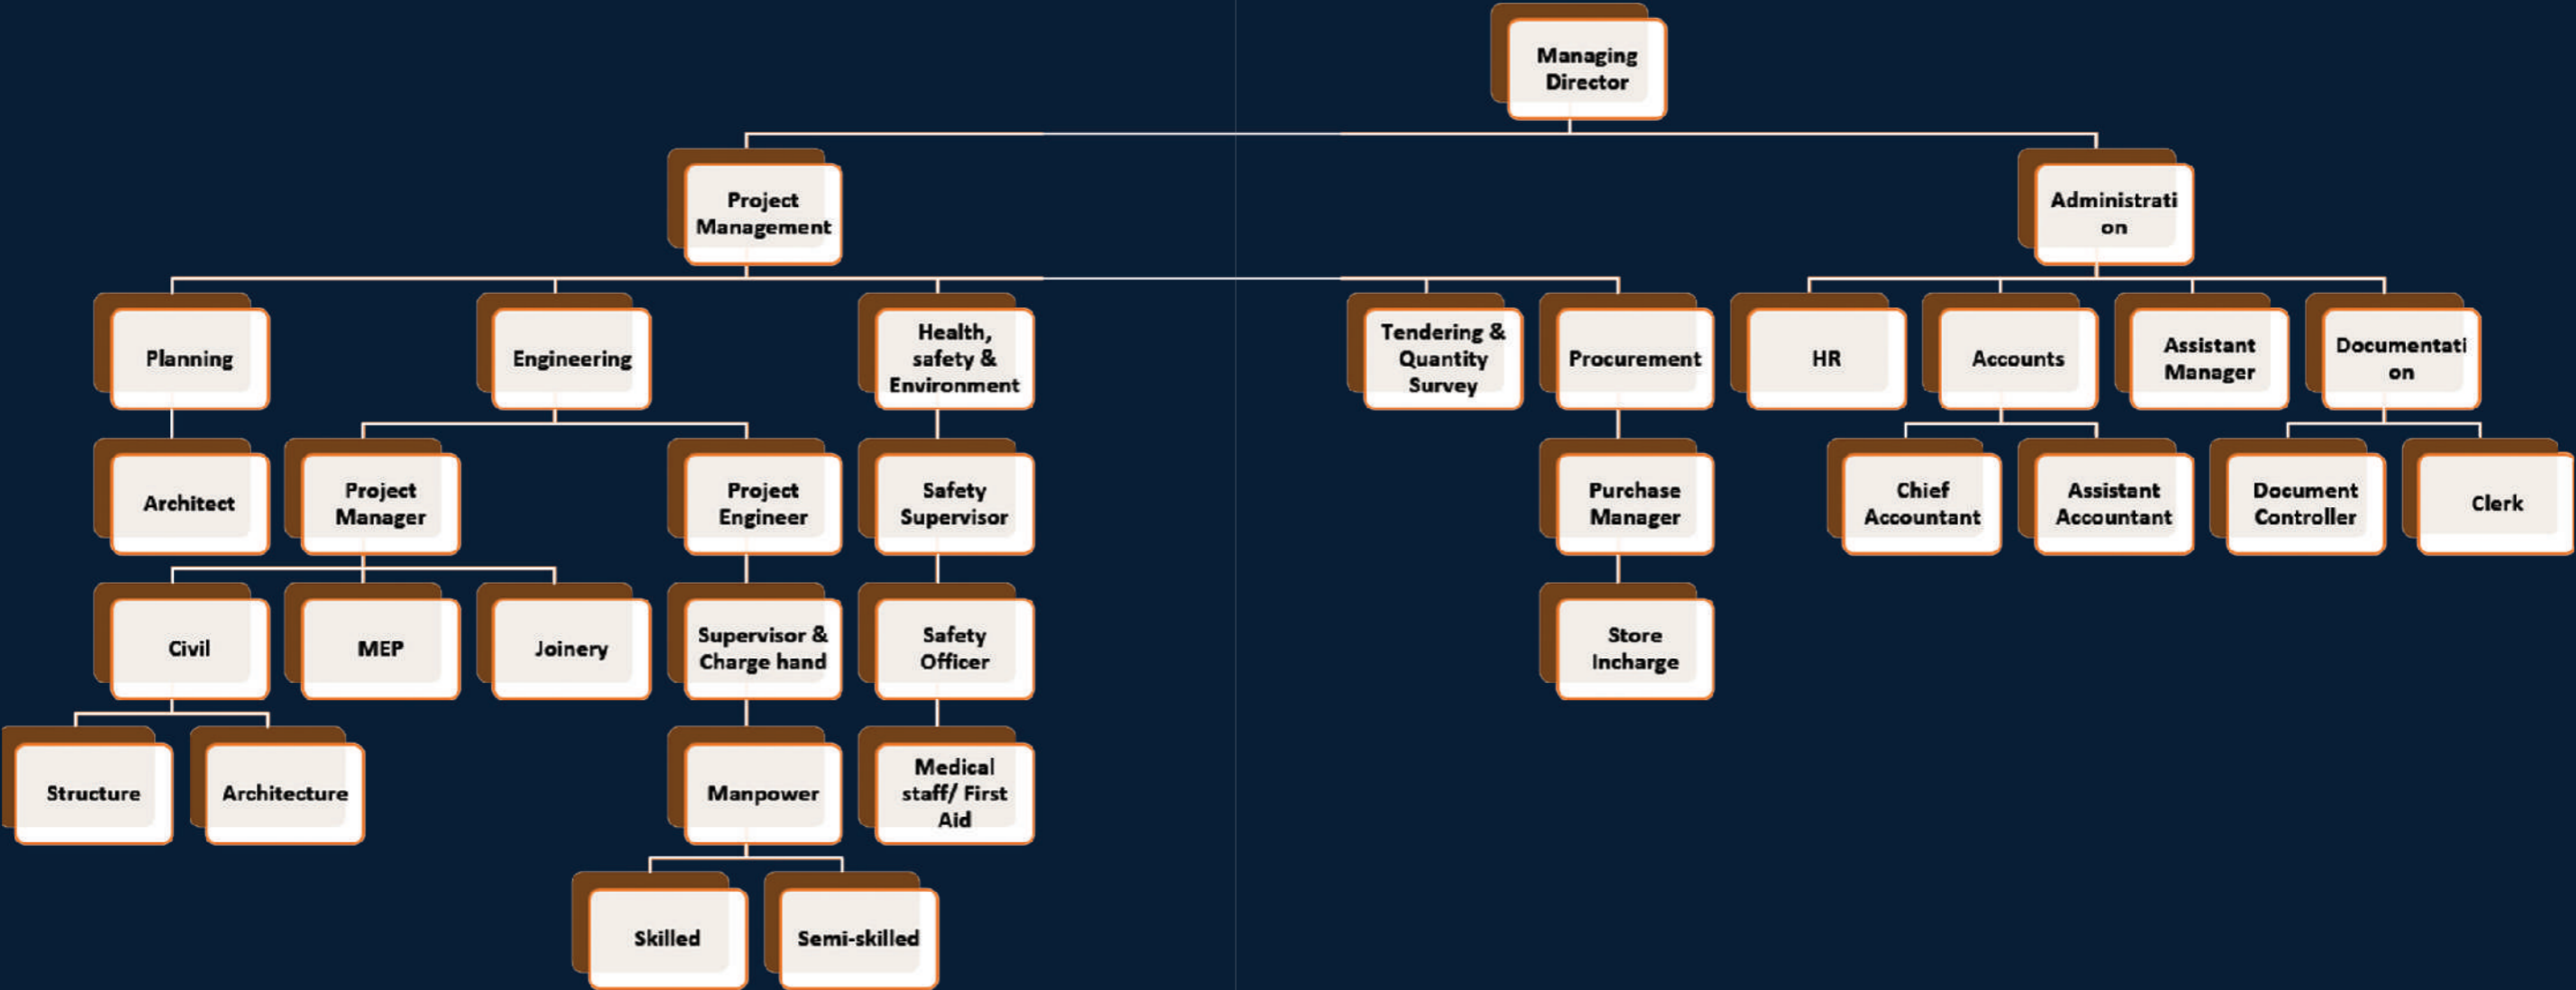 Managing
Director
Project
Management
Administrati
on
Planning
Engineering
Health,
safety &
Environment
Tendering &
Quantity
Survey
Procurement
HR
Accounts
Assistant
Manager
Documentati
on
Architect
Project
Manager
Project
Engineer
Safety
Supervisor
Purchase
Manager
Chief
Accountant
Assistant
Accountant
Document
Controller
Clerk
Civil
MEP
Joinery
Supervisor &
Charge hand
Safety
Officer
Store
Incharge
Structure
Architecture
Manpower
Medical
staff/ First
Aid
Skilled
Semi-skilled